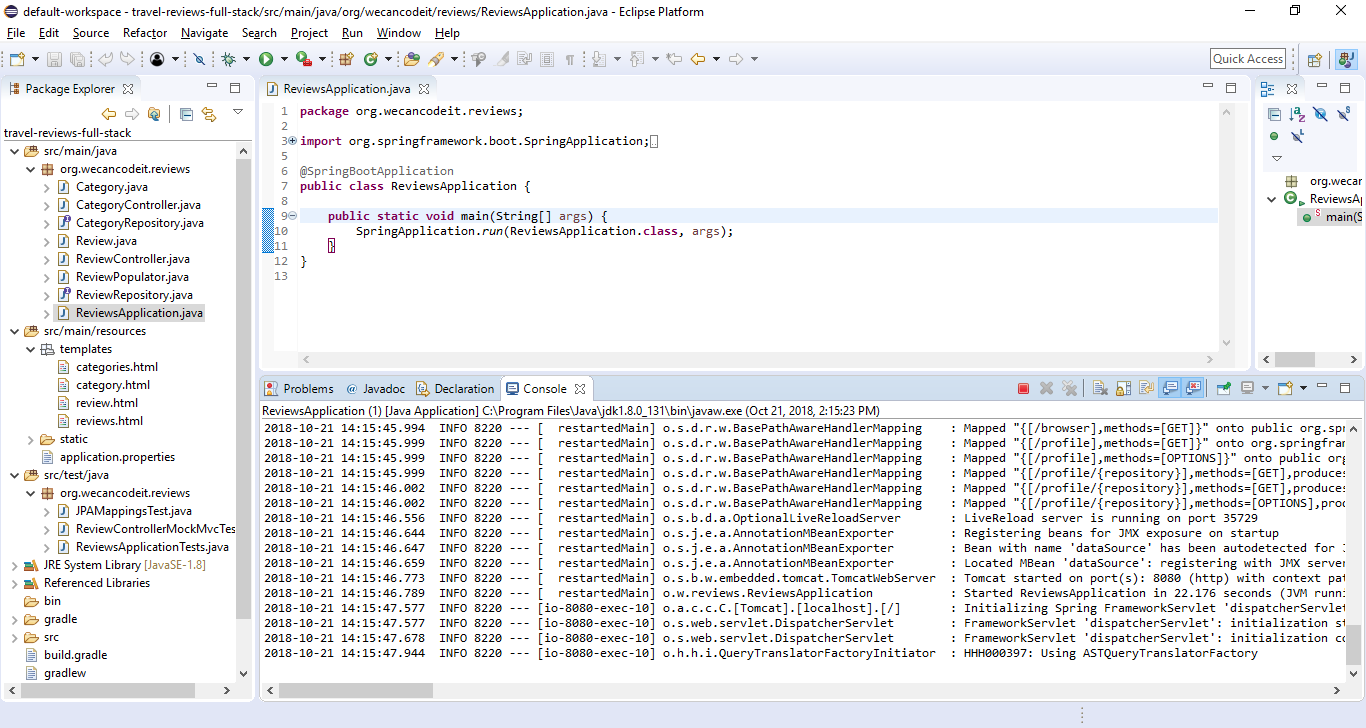 default-workspace - travel-reviews-full-stack/src/main/java/org/wecancodeit/reviews/ReviewsApplication.java - Eclipse Platform
File Edit Source Refactor Navigate Search Project Run Window Help
Quick Access
Package Explorer
travel-reviews-full-stack
src/main/java
org.wecancodeit.reviews
Category.java
CategoryController.java
CategoryRepository.java
Review.java
ReviewController.java
ReviewPopulator.java
ReviewRepository.java
ReviewsApplication.java
src/main/resources
templates
categories.html
category.html
review.html
reviews.html
static
application.properties
src/test/java
org.wecancodeit.reviews
JPAMappingsTest.java
ReviewControllerMockMvcTes
ReviewsApplicationTests.java
JRE System Library [JavaSE-1.8]
Referenced Libraries
bin
gradle
src
build.gradle
gradlew
ReviewsApplication.java
1 package org.wecancodeit.reviews;
2
3 import org.springframework.boot.SpringApplication;
5
6 @SpringBootApplication
7 public class ReviewsApplication {
8
9 public static void main(String[] args) {
10 SpringApplication.run(ReviewsApplication.class, args);
11 }
12 }
13
org.wecar
ReviewsAp
main(S
Problems @ Javadoc Declaration Console
ReviewsApplication (1) [Java Application] C:\Program Files\Java\jdk1.8.0_131\bin\javaw.exe (Oct 21, 2018, 2:15:23 PM)
2018-10-21 14:15:45.994 INFO 8220 --- [ restartedMain] o.s.d.r.w.BasePathAwareHandlerMapping : Mapped "{[/browser],methods=[GET]}" onto public org.sp
2018-10-21 14:15:45.999 INFO 8220 --- [ restartedMain] o.s.d.r.w.BasePathAwareHandlerMapping : Mapped "{[/profile],methods=[GET]}" onto org.springfram
2018-10-21 14:15:45.999 INFO 8220 --- [ restartedMain] o.s.d.r.w.BasePathAwareHandlerMapping : Mapped "{[/profile],methods=[OPTIONS]}" onto public org
2018-10-21 14:15:45.999 INFO 8220 --- [ restartedMain] o.s.d.r.w.BasePathAwareHandlerMapping : Mapped "{[/profile/{repository}],methods=[GET],produces
2018-10-21 14:15:46.002 INFO 8220 --- [ restartedMain] o.s.d.r.w.BasePathAwareHandlerMapping : Mapped "{[/profile/{repository}],methods=[GET],produces
2018-10-21 14:15:46.002 INFO 8220 --- [ restartedMain] o.s.d.r.w.BasePathAwareHandlerMapping : Mapped "{[/profile/{repository}],methods=[OPTIONS],prod
2018-10-21 14:15:46.556 INFO 8220 --- [ restartedMain] o.s.b.d.a.OptionalLiveReloadServer : LiveReload server is running on port 35729
2018-10-21 14:15:46.644 INFO 8220 --- [ restartedMain] o.s.j.e.a.AnnotationMBeanExporter : Registering beans for JMX exposure on startup
2018-10-21 14:15:46.647 INFO 8220 --- [ restartedMain] o.s.j.e.a.AnnotationMBeanExporter : Bean with name 'dataSource' has been autodetected for J
2018-10-21 14:15:46.659 INFO 8220 --- [ restartedMain] o.s.j.e.a.AnnotationMBeanExporter : Located MBean 'dataSource': registering with JMX server
2018-10-21 14:15:46.773 INFO 8220 --- [ restartedMain] o.s.b.w.embedded.tomcat.TomcatWebServer : Tomcat started on port(s): 8080 (http) with context pat
2018-10-21 14:15:46.789 INFO 8220 --- [ restartedMain] o.w.reviews.ReviewsApplication : Started ReviewsApplication in 22.176 seconds (JVM runni
2018-10-21 14:15:47.577 INFO 8220 --- [io-8080-exec-10] o.a.c.c.C.[Tomcat].[localhost].[/] : Initializing Spring FrameworkServlet 'dispatcherServlet
2018-10-21 14:15:47.577 INFO 8220 --- [io-8080-exec-10] o.s.web.servlet.DispatcherServlet : FrameworkServlet 'dispatcherServlet': initialization st
2018-10-21 14:15:47.678 INFO 8220 --- [io-8080-exec-10] o.s.web.servlet.DispatcherServlet : FrameworkServlet 'dispatcherServlet': initialization co
2018-10-21 14:15:47.944 INFO 8220 --- [io-8080-exec-10] o.h.h.i.QueryTranslatorFactoryInitiator : HHH000397: Using ASTQueryTranslatorFactory